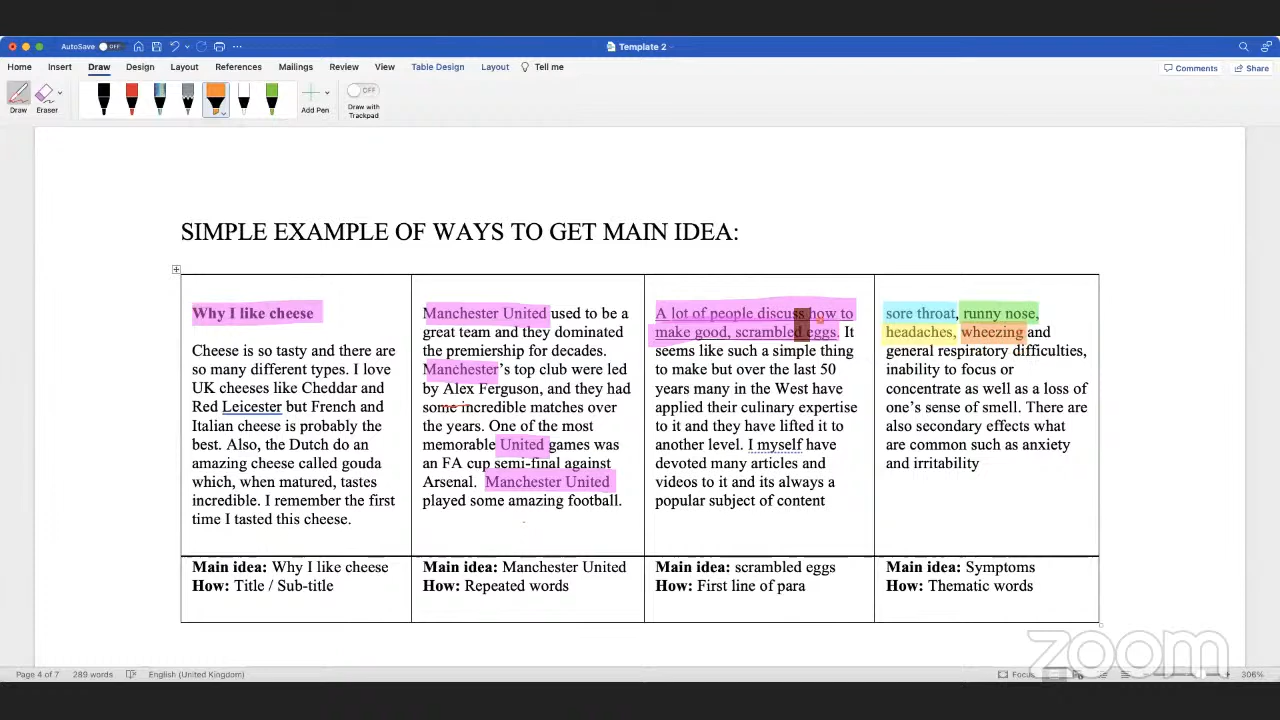 AutoSave OFF
Template 2
Home Insert Draw Design Layout References Mailings Review View Table Design Layout Tell me
Comments Share
Draw Eraser Add Pen OFF Draw with Trackpad
SIMPLE EXAMPLE OF WAYS TO GET MAIN IDEA:
Why I like cheese
Cheese is so tasty and there are
so many different types. I love
UK cheeses like Cheddar and
Red Leicester but French and
Italian cheese is probably the
best. Also, the Dutch do an
amazing cheese called gouda
which, when matured, tastes
incredible. I remember the first
time I tasted this cheese.
Main idea: Why I like cheese
How: Title / Sub-title
Manchester United used to be a
great team and they dominated
the premiership for decades.
Manchester's top club were led
by Alex Ferguson, and they had
some incredible matches over
the years. One of the most
memorable United games was
an FA cup semi-final against
Arsenal. Manchester United
played some amazing football.
Main idea: Manchester United
How: Repeated words
A lot of people discuss how to
make good, scrambled eggs. It
seems like such a simple thing
to make but over the last 50
years many in the West have
applied their culinary expertise
to it and they have lifted it to
another level. I myself have
devoted many articles and
videos to it and its always a
popular subject of content
Main idea: scrambled eggs
How: First line of para
sore throat, runny nose,
headaches, wheezing and
general respiratory difficulties,
inability to focus or
concentrate as well as a loss of
one's sense of smell. There are
also secondary effects what
are common such as anxiety
and irritability
Main idea: Symptoms
How: Thematic words
zoom
Page 4 of 7 289 words English (United Kingdom) Focus 306%